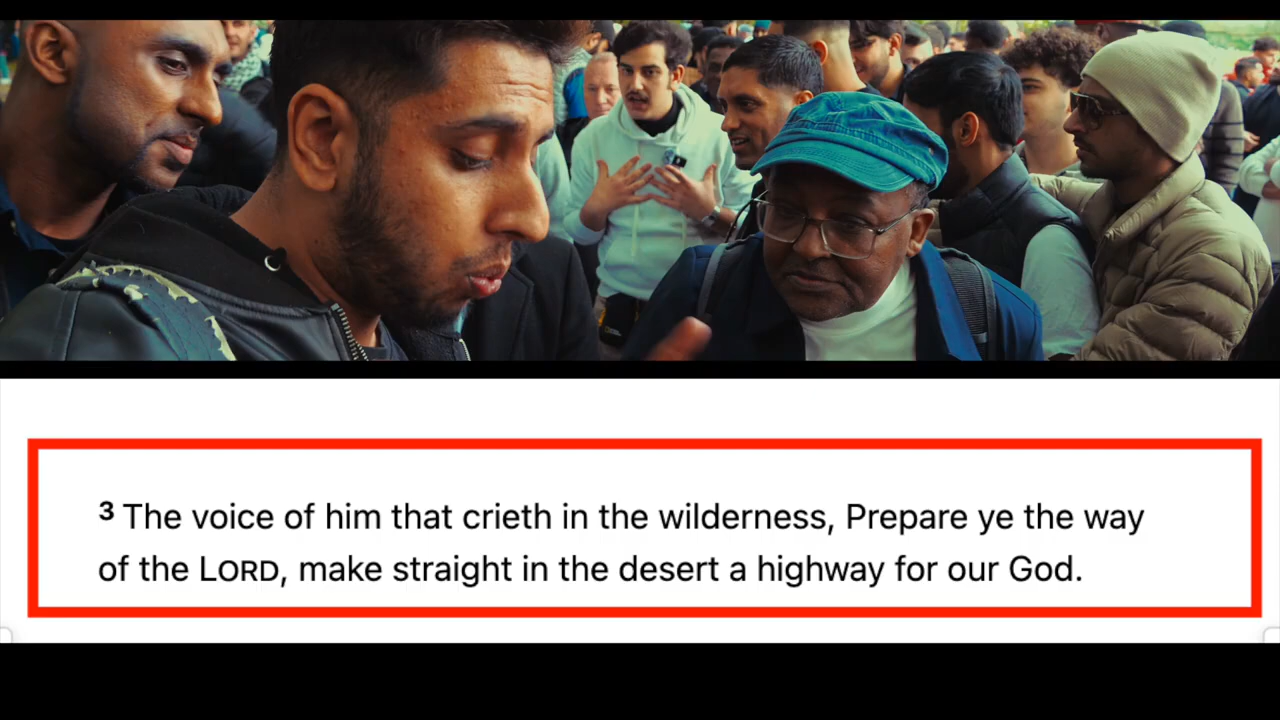 3 The voice of him that crieth in the wilderness, Prepare ye the way
of the LORD, make straight in the desert a highway for our God.